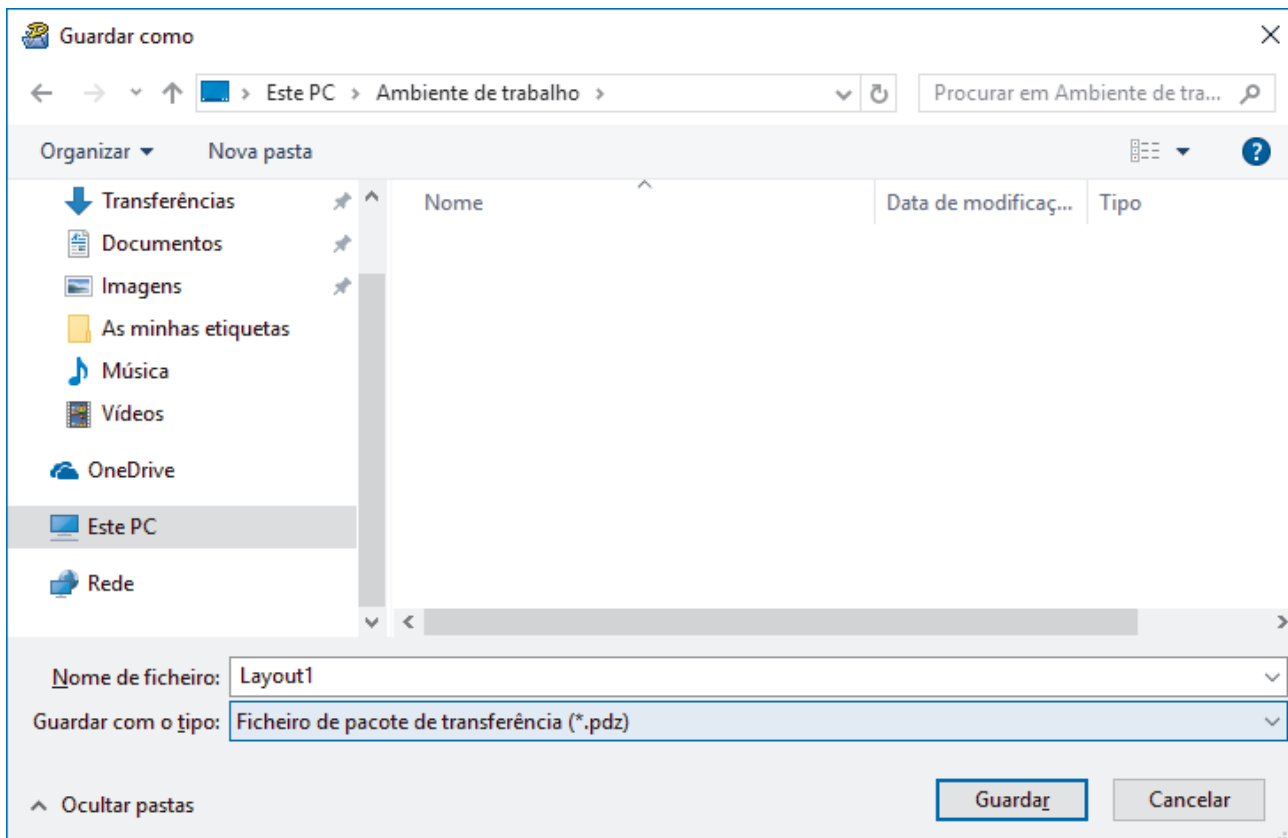 Guardar como
Este PC > Ambiente de trabalho >
Procurar em Ambiente de tra...
Organizar
Nova pasta
?
Transferências
Documentos
Imagens
As minhas etiquetas
Música
Vídeos
OneDrive
Este PC
Rede
Nome
Data de modificaç...
Tipo
Nome de ficheiro: Layout1
Guardar com o tipo: Ficheiro de pacote de transferência (*.pdz)
Ocultar pastas
Guardar
Cancelar